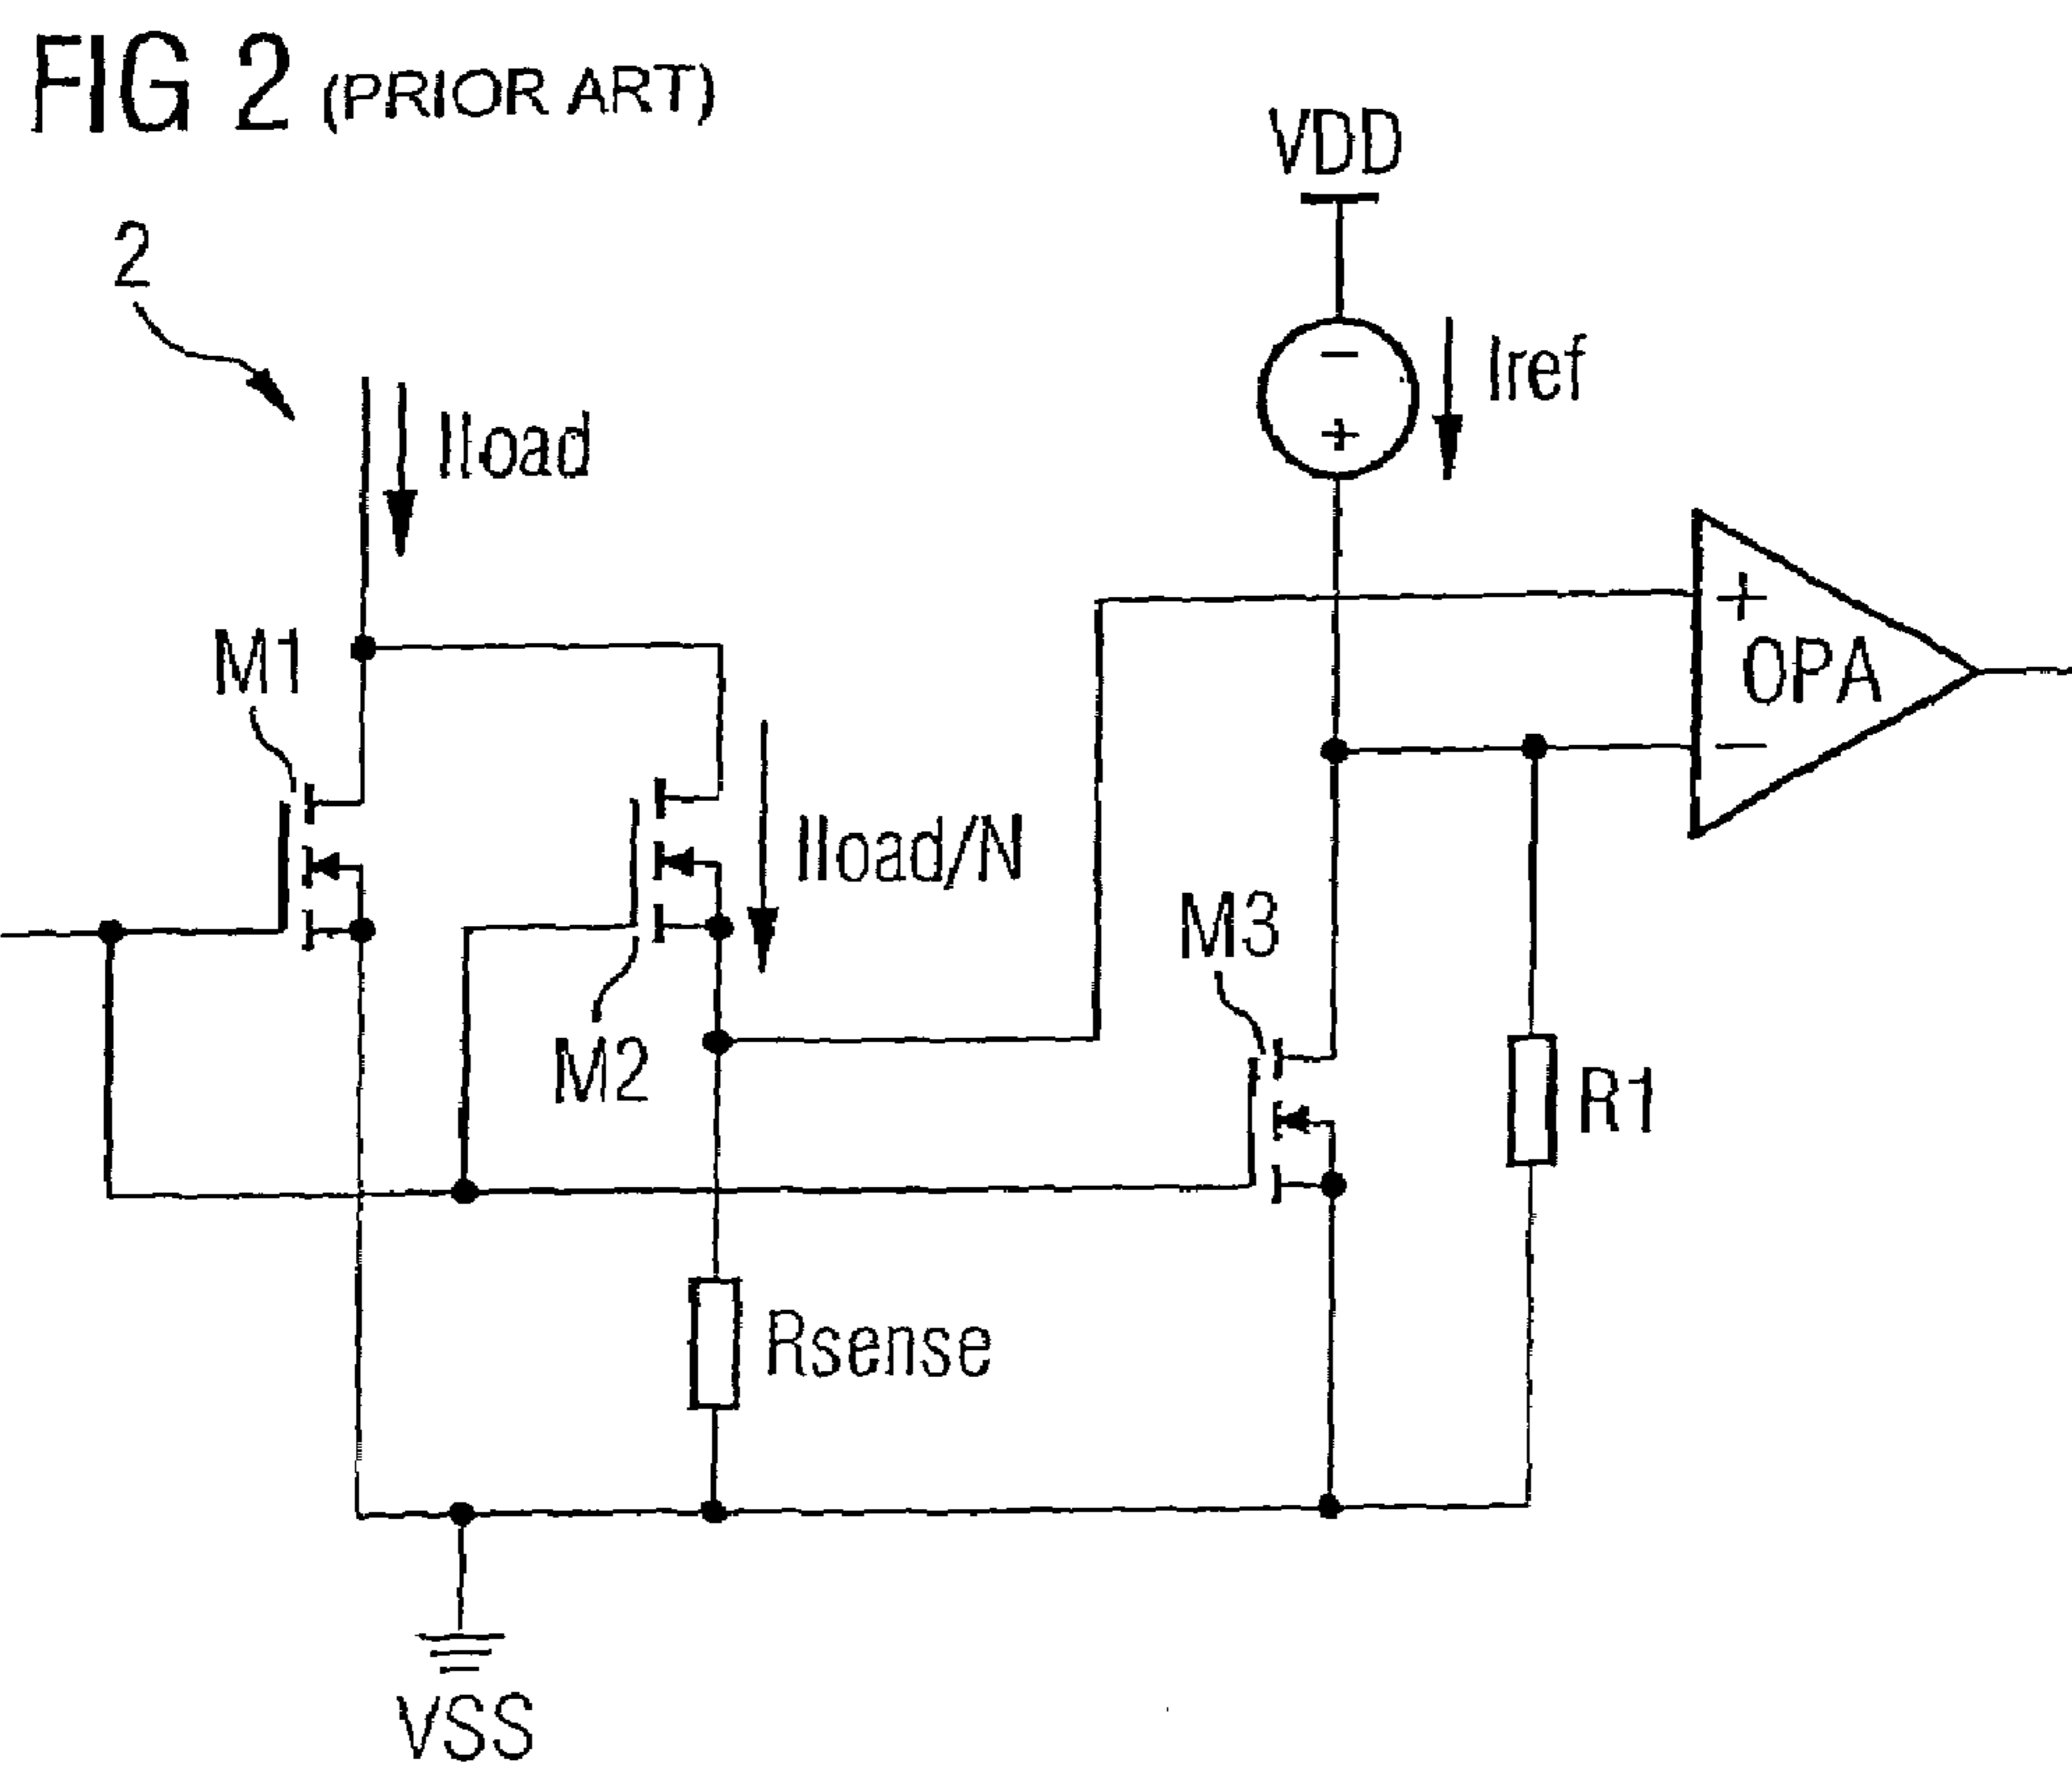 FIG 2 (PRIOR ART)
VDD
2
−
Iref
+
Iload
+
M1
OPA
−
Iload/N
M3
M2
R1
Rsense
VSS